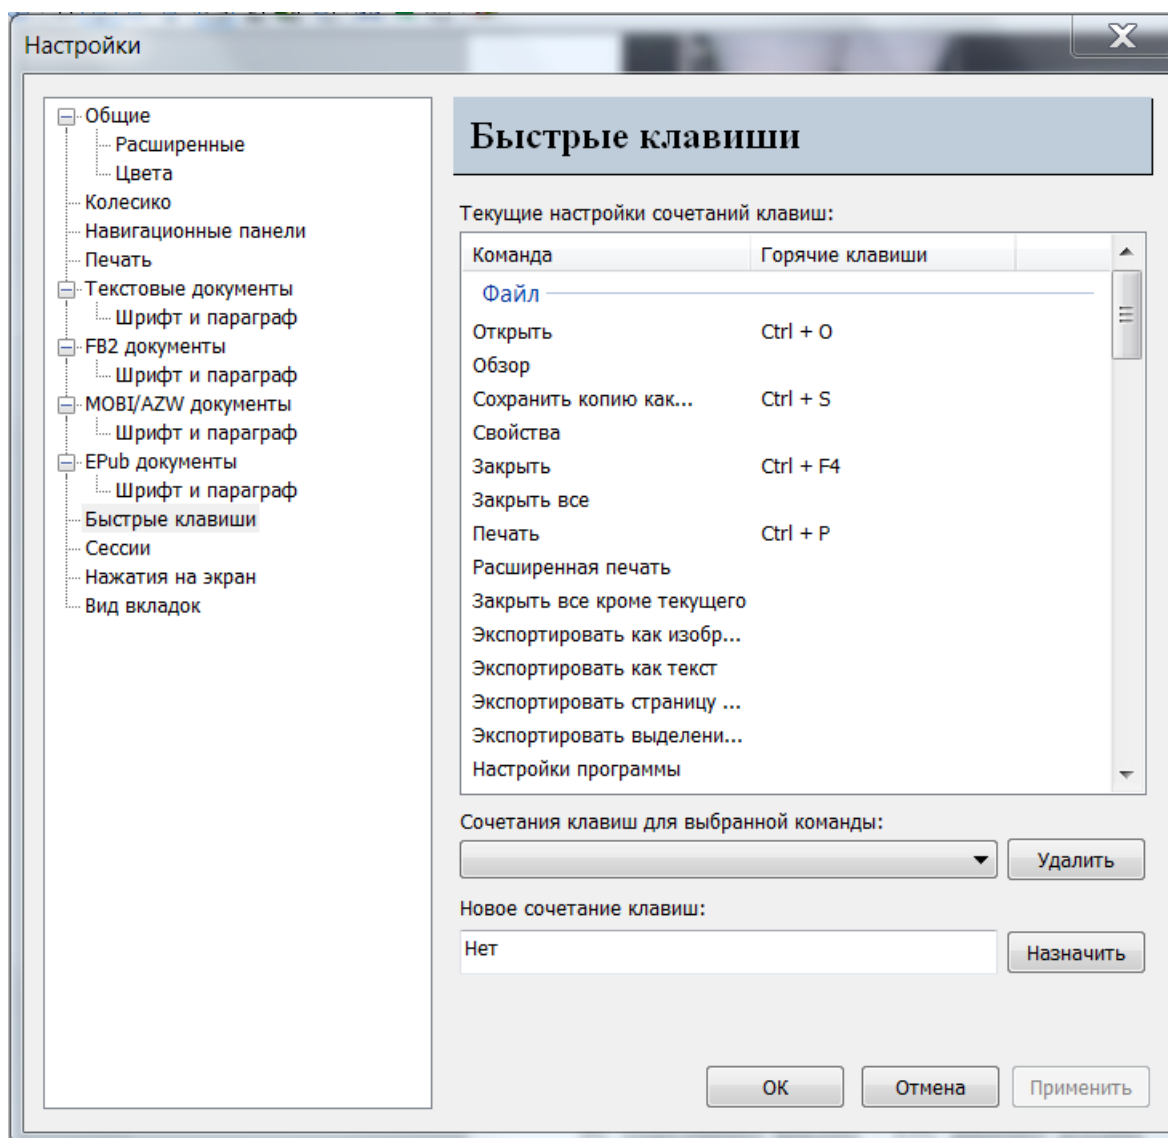 Настройки
Общие
Расширенные
Цвета
Колесико
Навигационные панели
Печать
Текстовые документы
Шрифт и параграф
FB2 документы
Шрифт и параграф
MOBI/AZW документы
Шрифт и параграф
EPub документы
Шрифт и параграф
Быстрые клавиши
Сессии
Нажатия на экран
Вид вкладок
Быстрые клавиши
Текущие настройки сочетаний клавиш:
Команда Горячие клавиши
Файл
Открыть Ctrl + O
Обзор
Сохранить копию как... Ctrl + S
Свойства
Закрыть Ctrl + F4
Закрыть все
Печать Ctrl + P
Расширенная печать
Закрыть все кроме текущего
Экспортировать как изобр...
Экспортировать как текст
Экспортировать страницу ...
Экспортировать выделени...
Настройки программы
Сочетания клавиш для выбранной команды:
Удалить
Новое сочетание клавиш:
Нет Назначить
ОК Отмена Применить